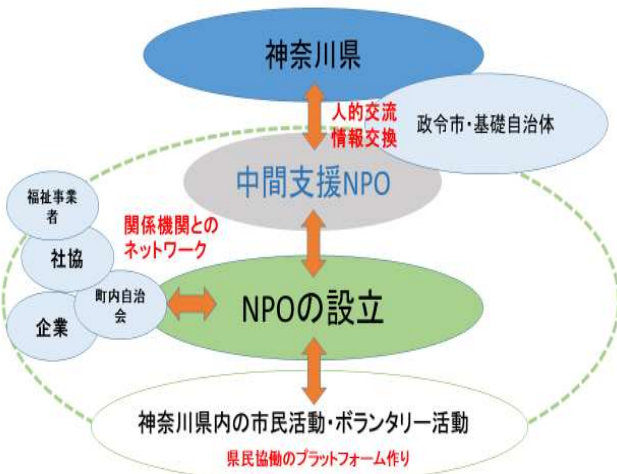 神奈川県
人的交流
情報交換
政令市・基礎自治体
中間支援NPO
福祉事業
者
関係機関との
ネットワーク
社協
町内自治
会
企業
NPOの設立
神奈川県内の市民活動・ボランタリー活動
県民協働のプラットフォーム作り